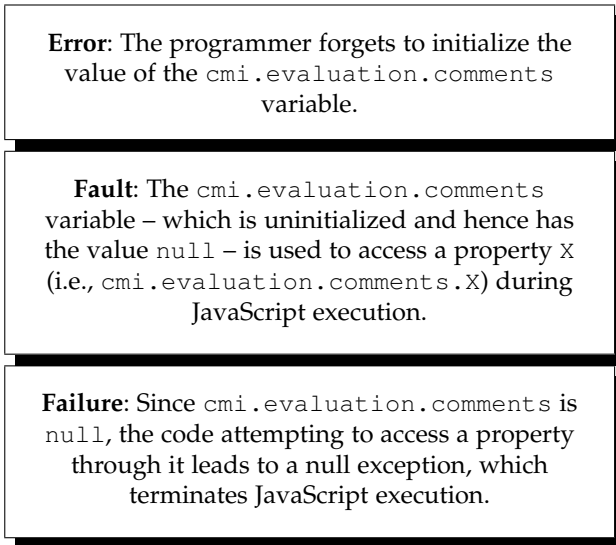 Error: The programmer forgets to initialize the
value of the cmi.evaluation.comments
variable.
Fault: The cmi.evaluation.comments
variable – which is uninitialized and hence has
the value null – is used to access a property X
(i.e., cmi.evaluation.comments.X) during
JavaScript execution.
Failure: Since cmi.evaluation.comments is
null, the code attempting to access a property
through it leads to a null exception, which
terminates JavaScript execution.